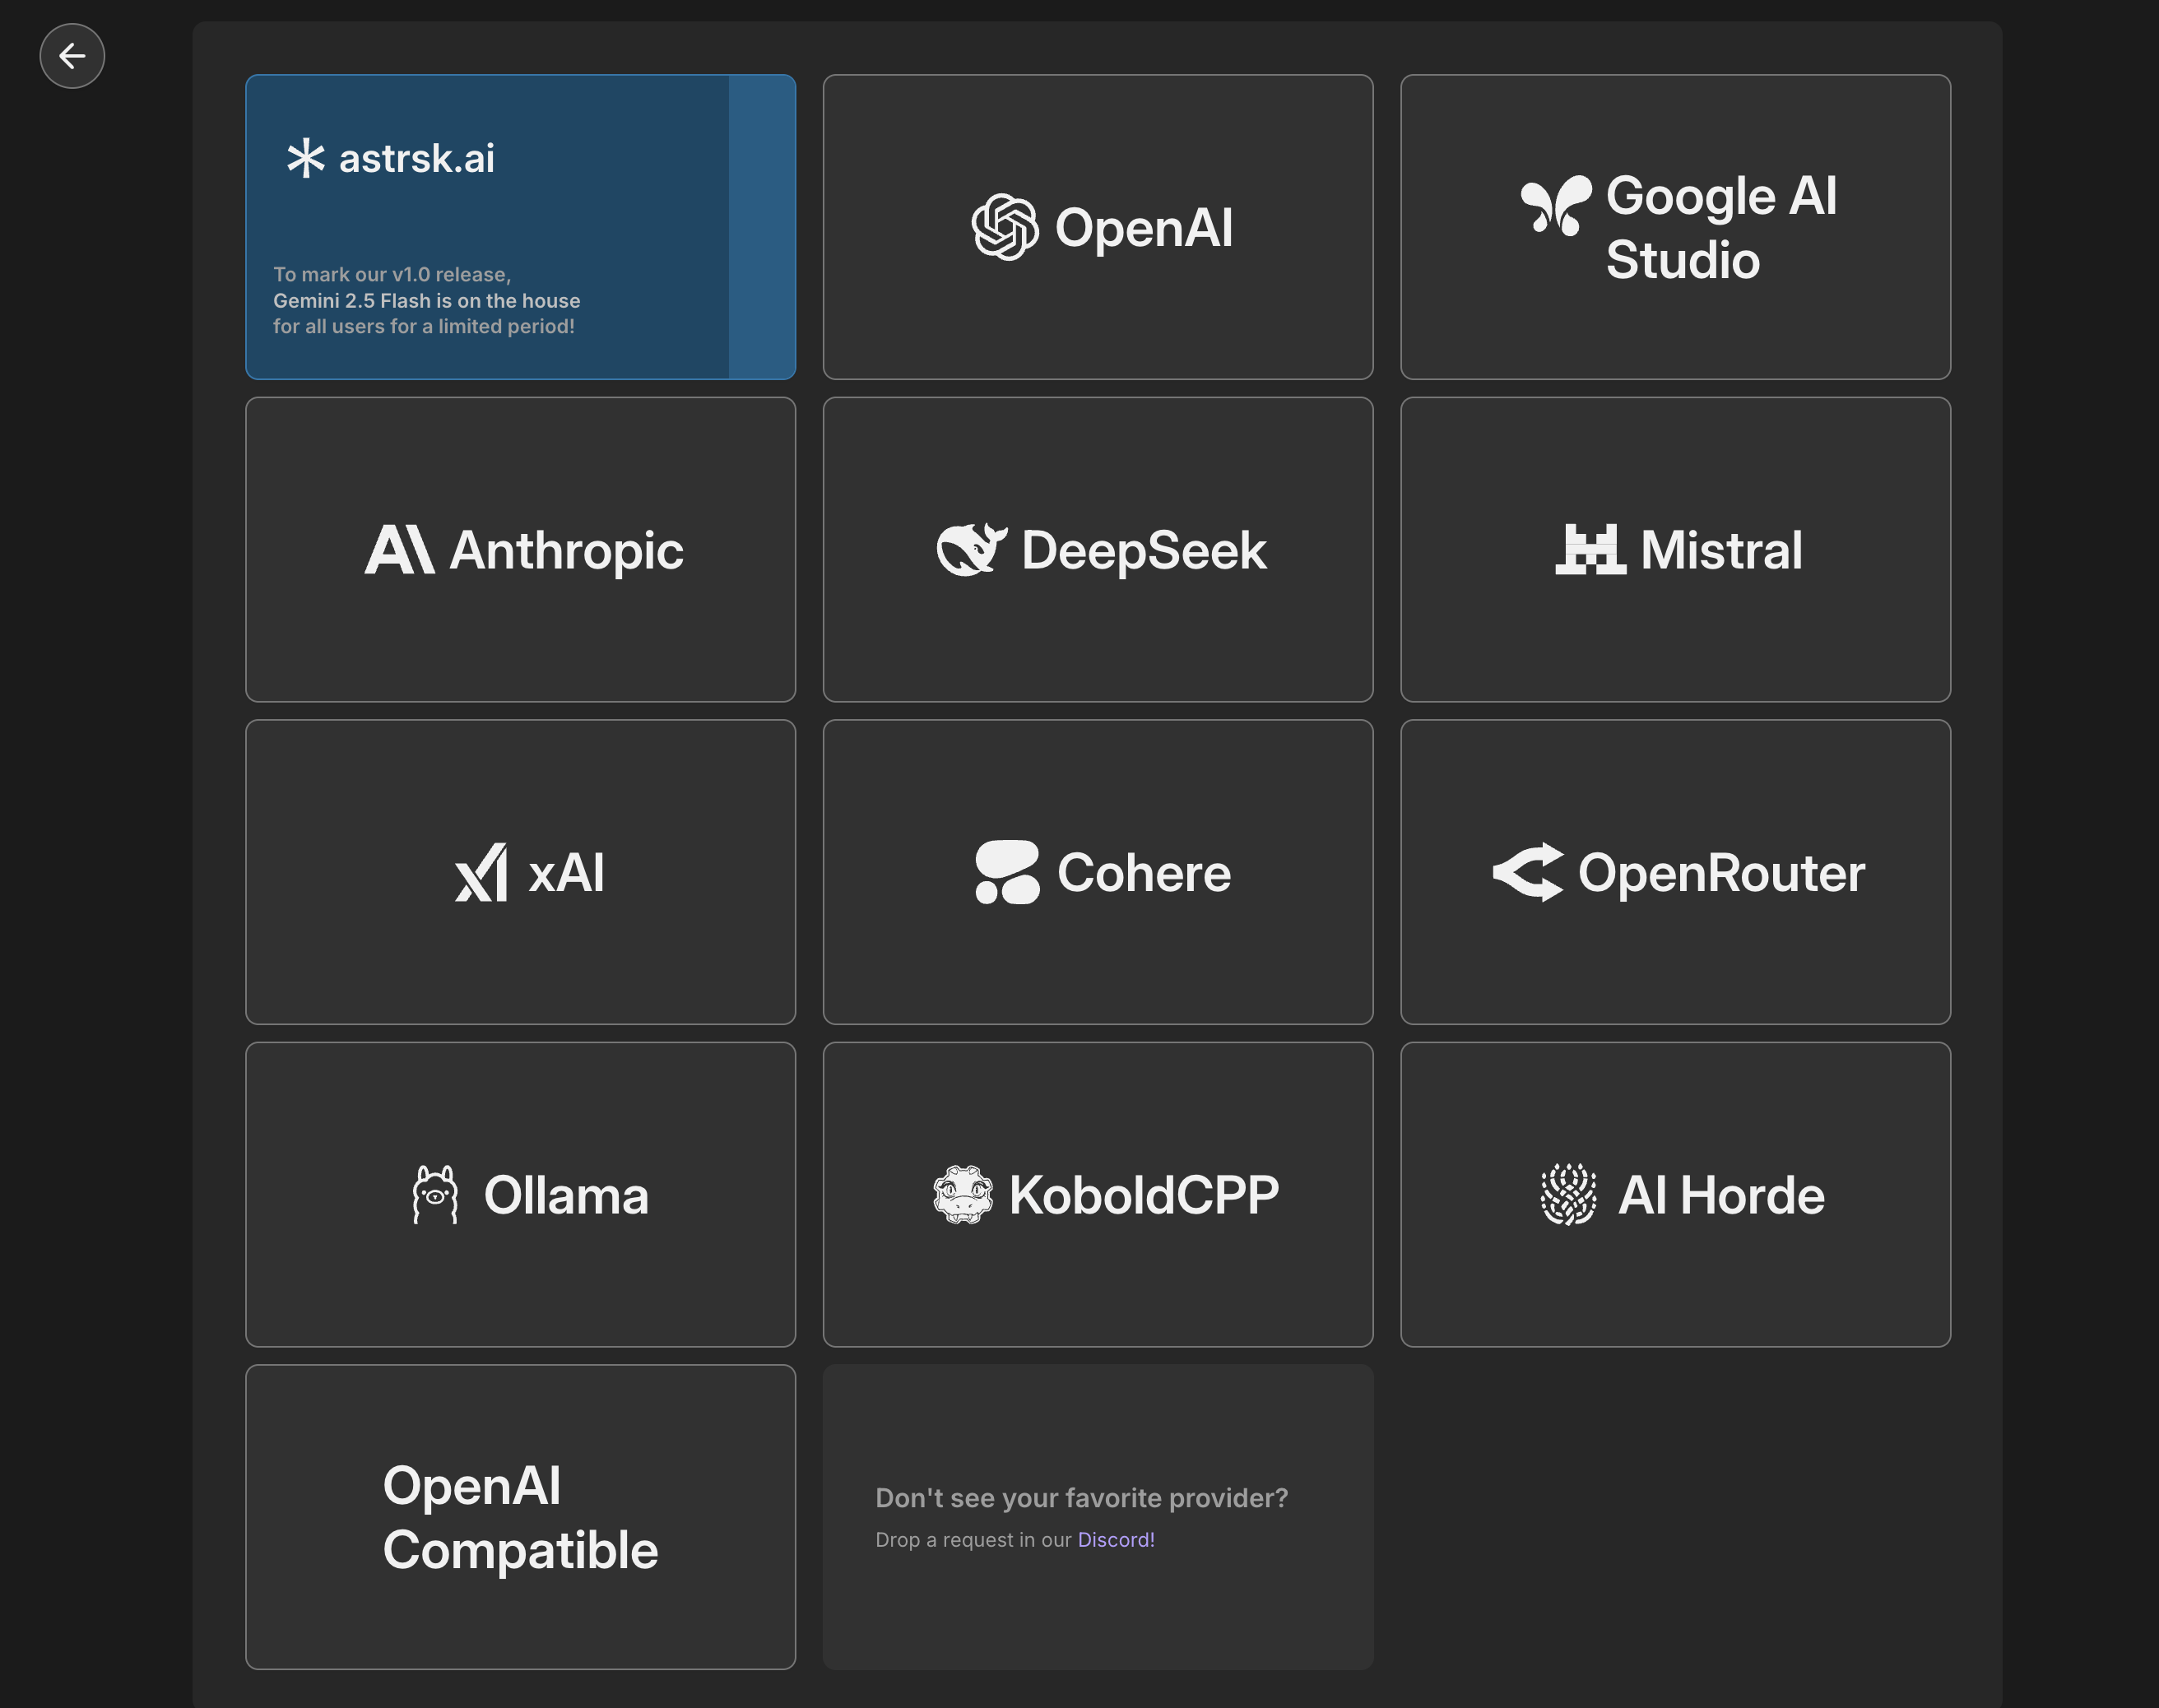 astrsk.ai
To mark our v1.0 release,
Gemini 2.5 Flash is on the house
for all users for a limited period!
OpenAI
Google AI
Studio
Anthropic
DeepSeek
Mistral
xAI
Cohere
OpenRouter
Ollama
KoboldCPP
AI Horde
OpenAI
Compatible
Don't see your favorite provider?
Drop a request in our Discord!